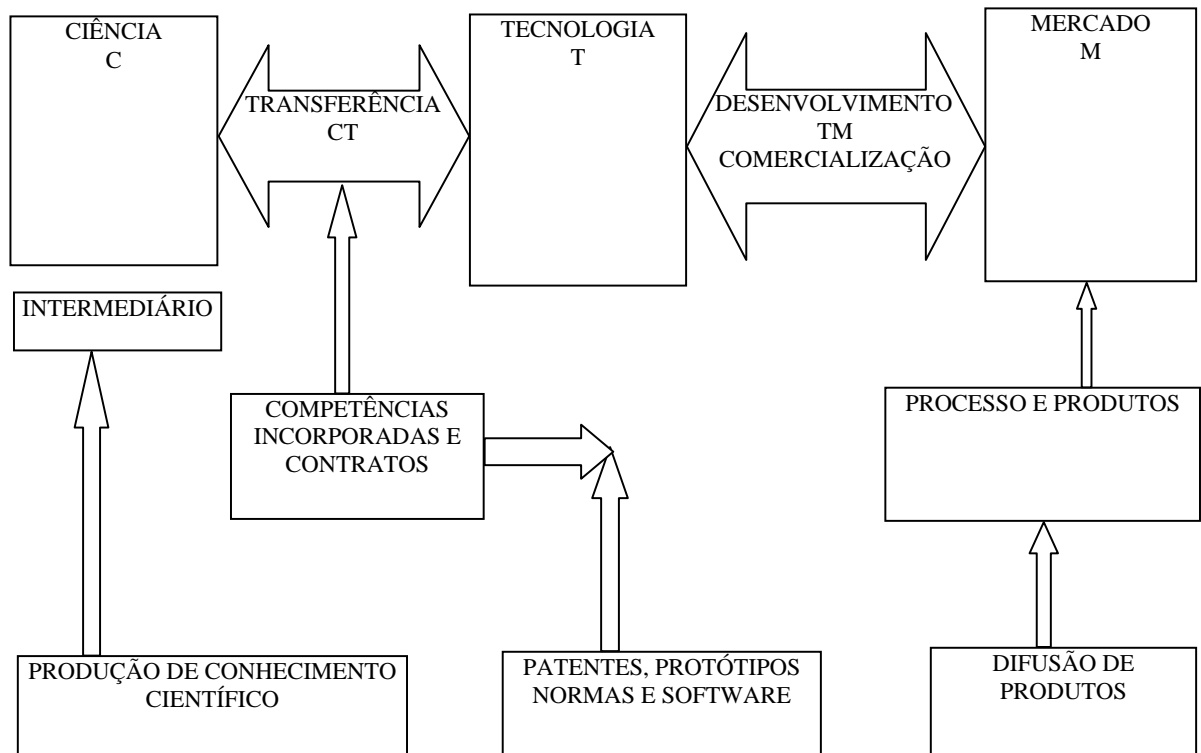 CIÊNCIA
C
TRANSFERÊNCIA
CT
TECNOLOGIA
T
DESENVOLVIMENTO
TM
COMERCIALIZAÇÃO
MERCADO
M
INTERMEDIÁRIO
COMPETÊNCIAS
INCORPORADAS E
CONTRATOS
PROCESSO E PRODUTOS
PRODUÇÃO DE CONHECIMENTO
CIENTÍFICO
PATENTES, PROTÓTIPOS
NORMAS E SOFTWARE
DIFUSÃO DE
PRODUTOS